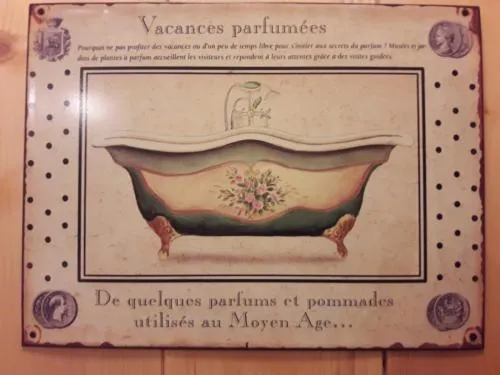 Vacances parfumées
Pourquoi ne pas profiter des vacances ou d'un peu de temps libre pour s'initier aux secrets du parfum ? Musées et jar
dins de plantes à parfum accueillent les visiteurs et répondent à leurs attentes grâce à des visites guidées.
De quelques parfums et pommades
utilisés au Moyen Age...